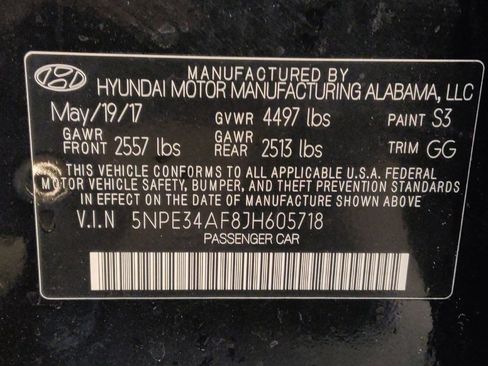 MANUFACTURED BY
HYUNDAI MOTOR MANUFACTURING ALABAMA, LLC
May/19/17 GVWR 4497 lbs PAINT S3
GAWR FRONT 2557 lbs GAWR REAR 2513 lbs TRIM GG
THIS VEHICLE CONFORMS TO ALL APPLICABLE U.S.A. FEDERAL
MOTOR VEHICLE SAFETY, BUMPER, AND THEFT PREVENTION STANDARDS
IN EFFECT ON THE DATE OF MANUFACTURE SHOWN ABOVE
V.I.N 5NPE34AF8JH605718
PASSENGER CAR